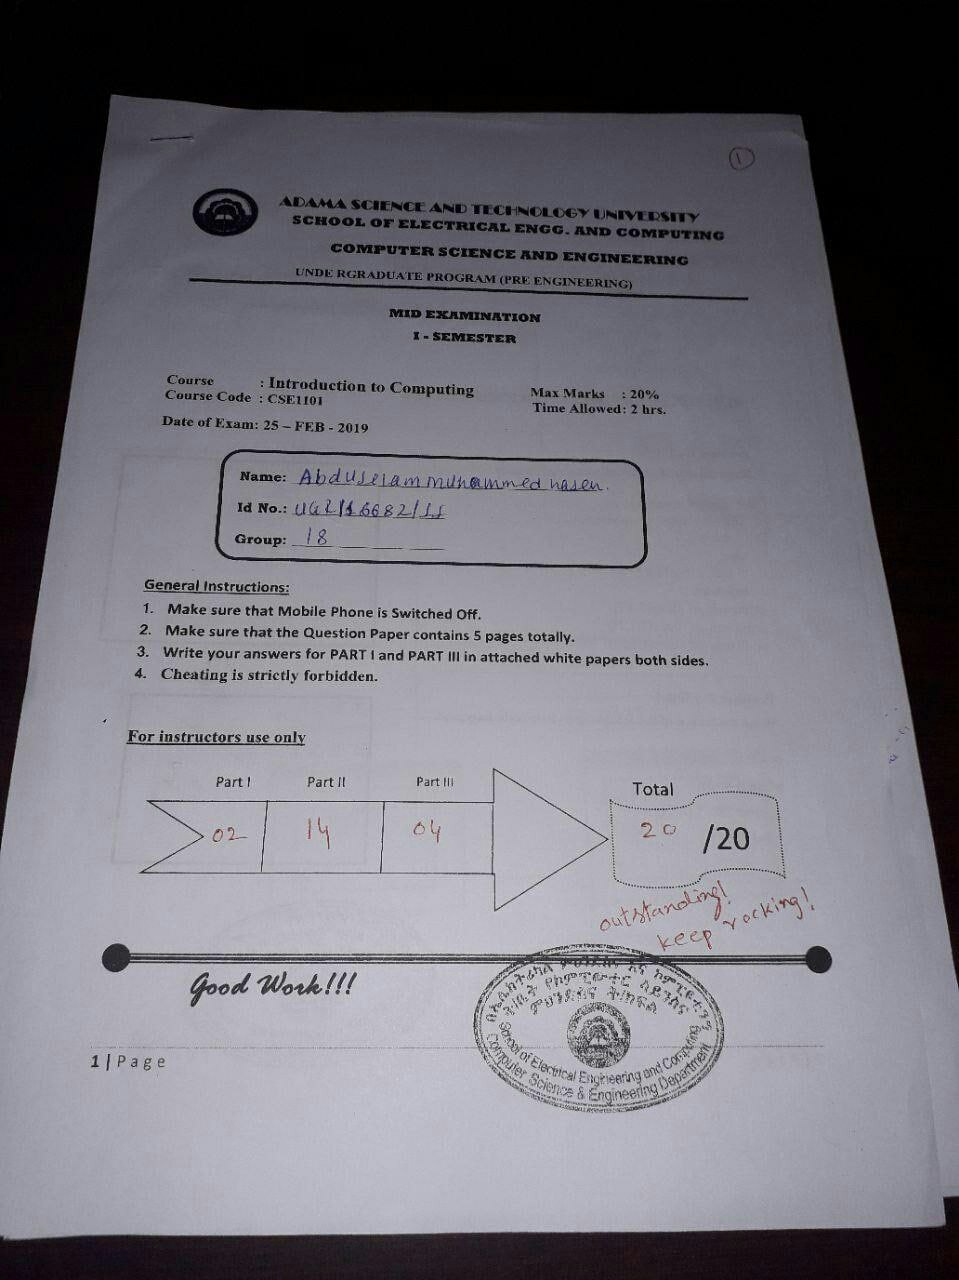 1
ADAMA SCIENCE AND TECHNOLOGY UNIVERSITY
SCHOOL OF ELECTRICAL ENGG. AND COMPUTING
COMPUTER SCIENCE AND ENGINEERING
UNDE RGRADUATE PROGRAM (PRE ENGINEERING)
MID EXAMINATION
I - SEMESTER
Course : Introduction to Computing Max Marks : 20%
Course Code : CSE1101 Time Allowed: 2 hrs.
Date of Exam: 25 – FEB - 2019
Name: Abduselam muhammed hasen.
Id No.: UGR/16682/11
Group: 18
General Instructions:
1. Make sure that Mobile Phone is Switched Off.
2. Make sure that the Question Paper contains 5 pages totally.
3. Write your answers for PART I and PART III in attached white papers both sides.
4. Cheating is strictly forbidden.
For instructors use only
Part I Part II Part III Total
02 14 04 20 /20
outstanding!
keep rocking!
Good Work!!!
School of Electrical Engineering and Computing
Computer Science & Engineering Department
1 | Page